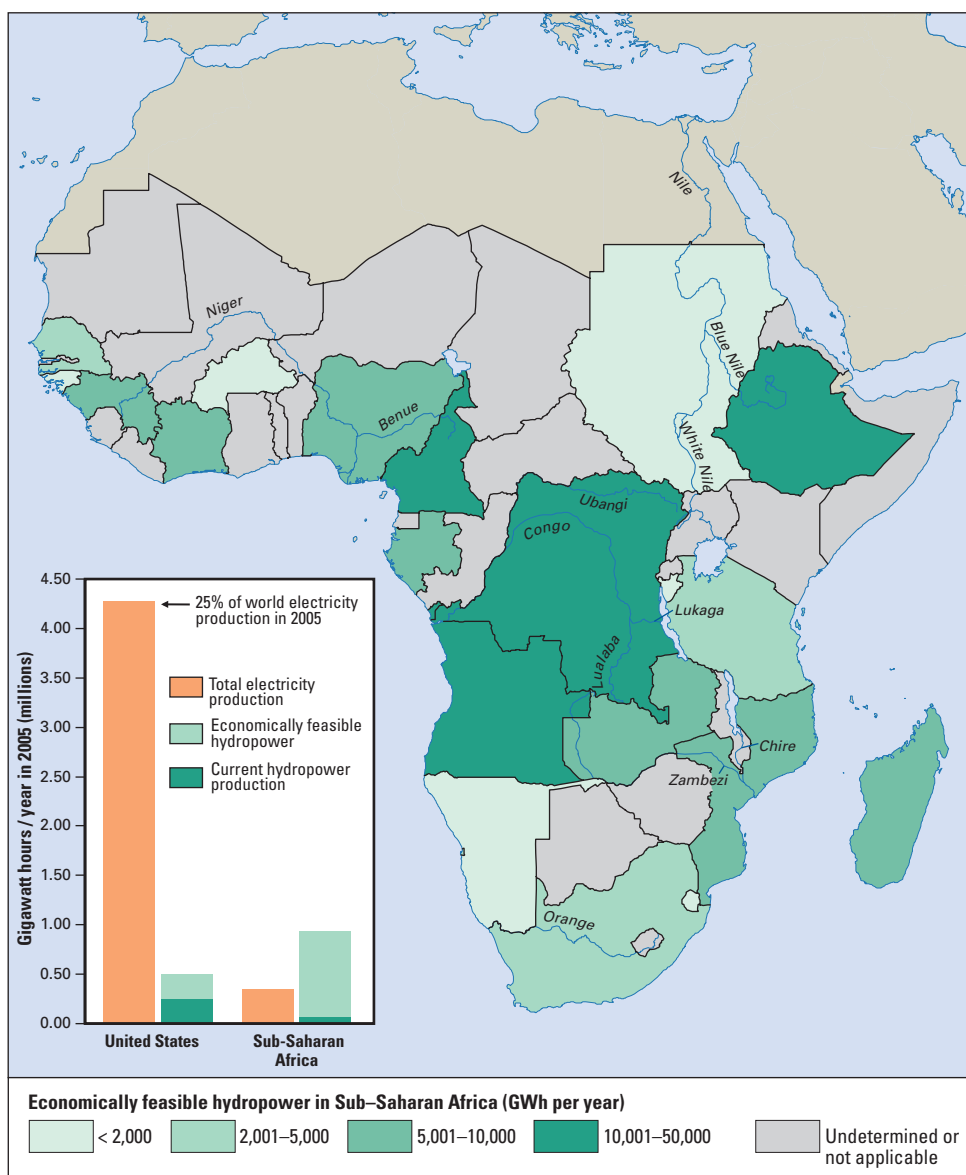 Nile
Niger
Blue Nile
Benue
White Nile
Ubangi
Congo
Lukaga
Lualaba
Chire
Zambezi
Orange
Gigawatt hours / year in 2005 (millions)
4.50
4.00
3.50
3.00
2.50
2.00
1.50
1.00
0.50
0.00
25% of world electricity
production in 2005
Total electricity
production
Economically feasible
hydropower
Current hydropower
production
United States
Sub-Saharan
Africa
Economically feasible hydropower in Sub–Saharan Africa (GWh per year)
< 2,000
2,001–5,000
5,001–10,000
10,001–50,000
Undetermined or
not applicable